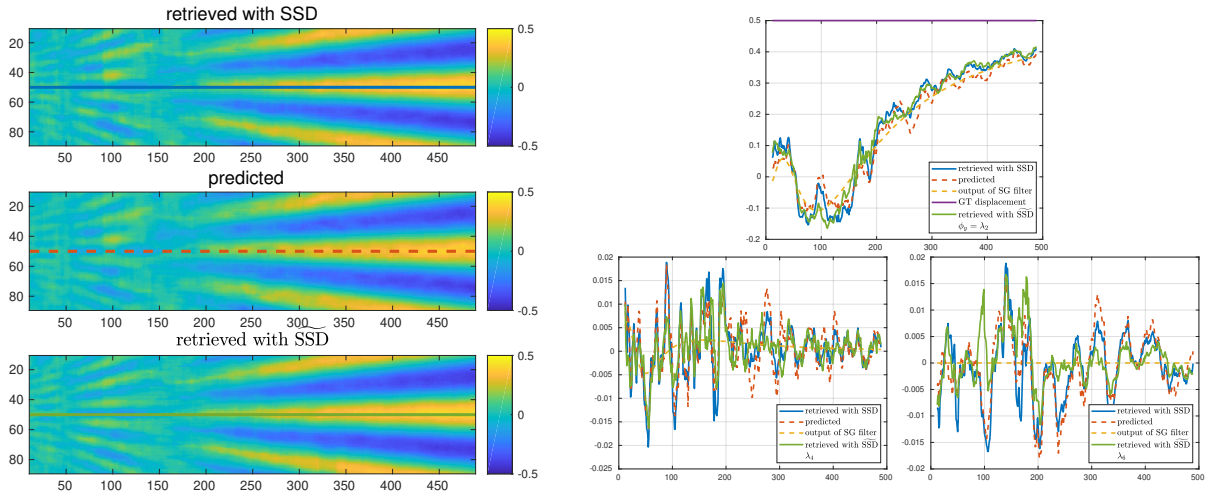 retrieved with SSD
10
20
30
40
50
60
70
80
50 100 150 200 250 300 350 400 450
0.5
0
-0.5
predicted
20
40
60
80
50 100 150 200 250 300 350 400 450
0.5
0
-0.5
retrieved with S͠SD
20
40
60
80
50 100 150 200 250 300 350 400 450
0.5
0
-0.5
0.5
0.4
0.3
0.2
0.1
0
-0.1
-0.2
0 100 200 300 400 500
retrieved with SSD
predicted
output of SG filter
GT displacement
retrieved with S͠SD
ϕy = λ2
0.02
0.015
0.01
0.005
0
-0.005
-0.01
-0.015
-0.02
-0.025
0 100 200 300 400 500
retrieved with SSD
predicted
output of SG filter
retrieved with S͠SD
λ4
0.02
0.015
0.01
0.005
0
-0.005
-0.01
-0.015
-0.02
0 100 200 300 400 500
retrieved with SSD
predicted
output of SG filter
retrieved with S͠SD
λ6